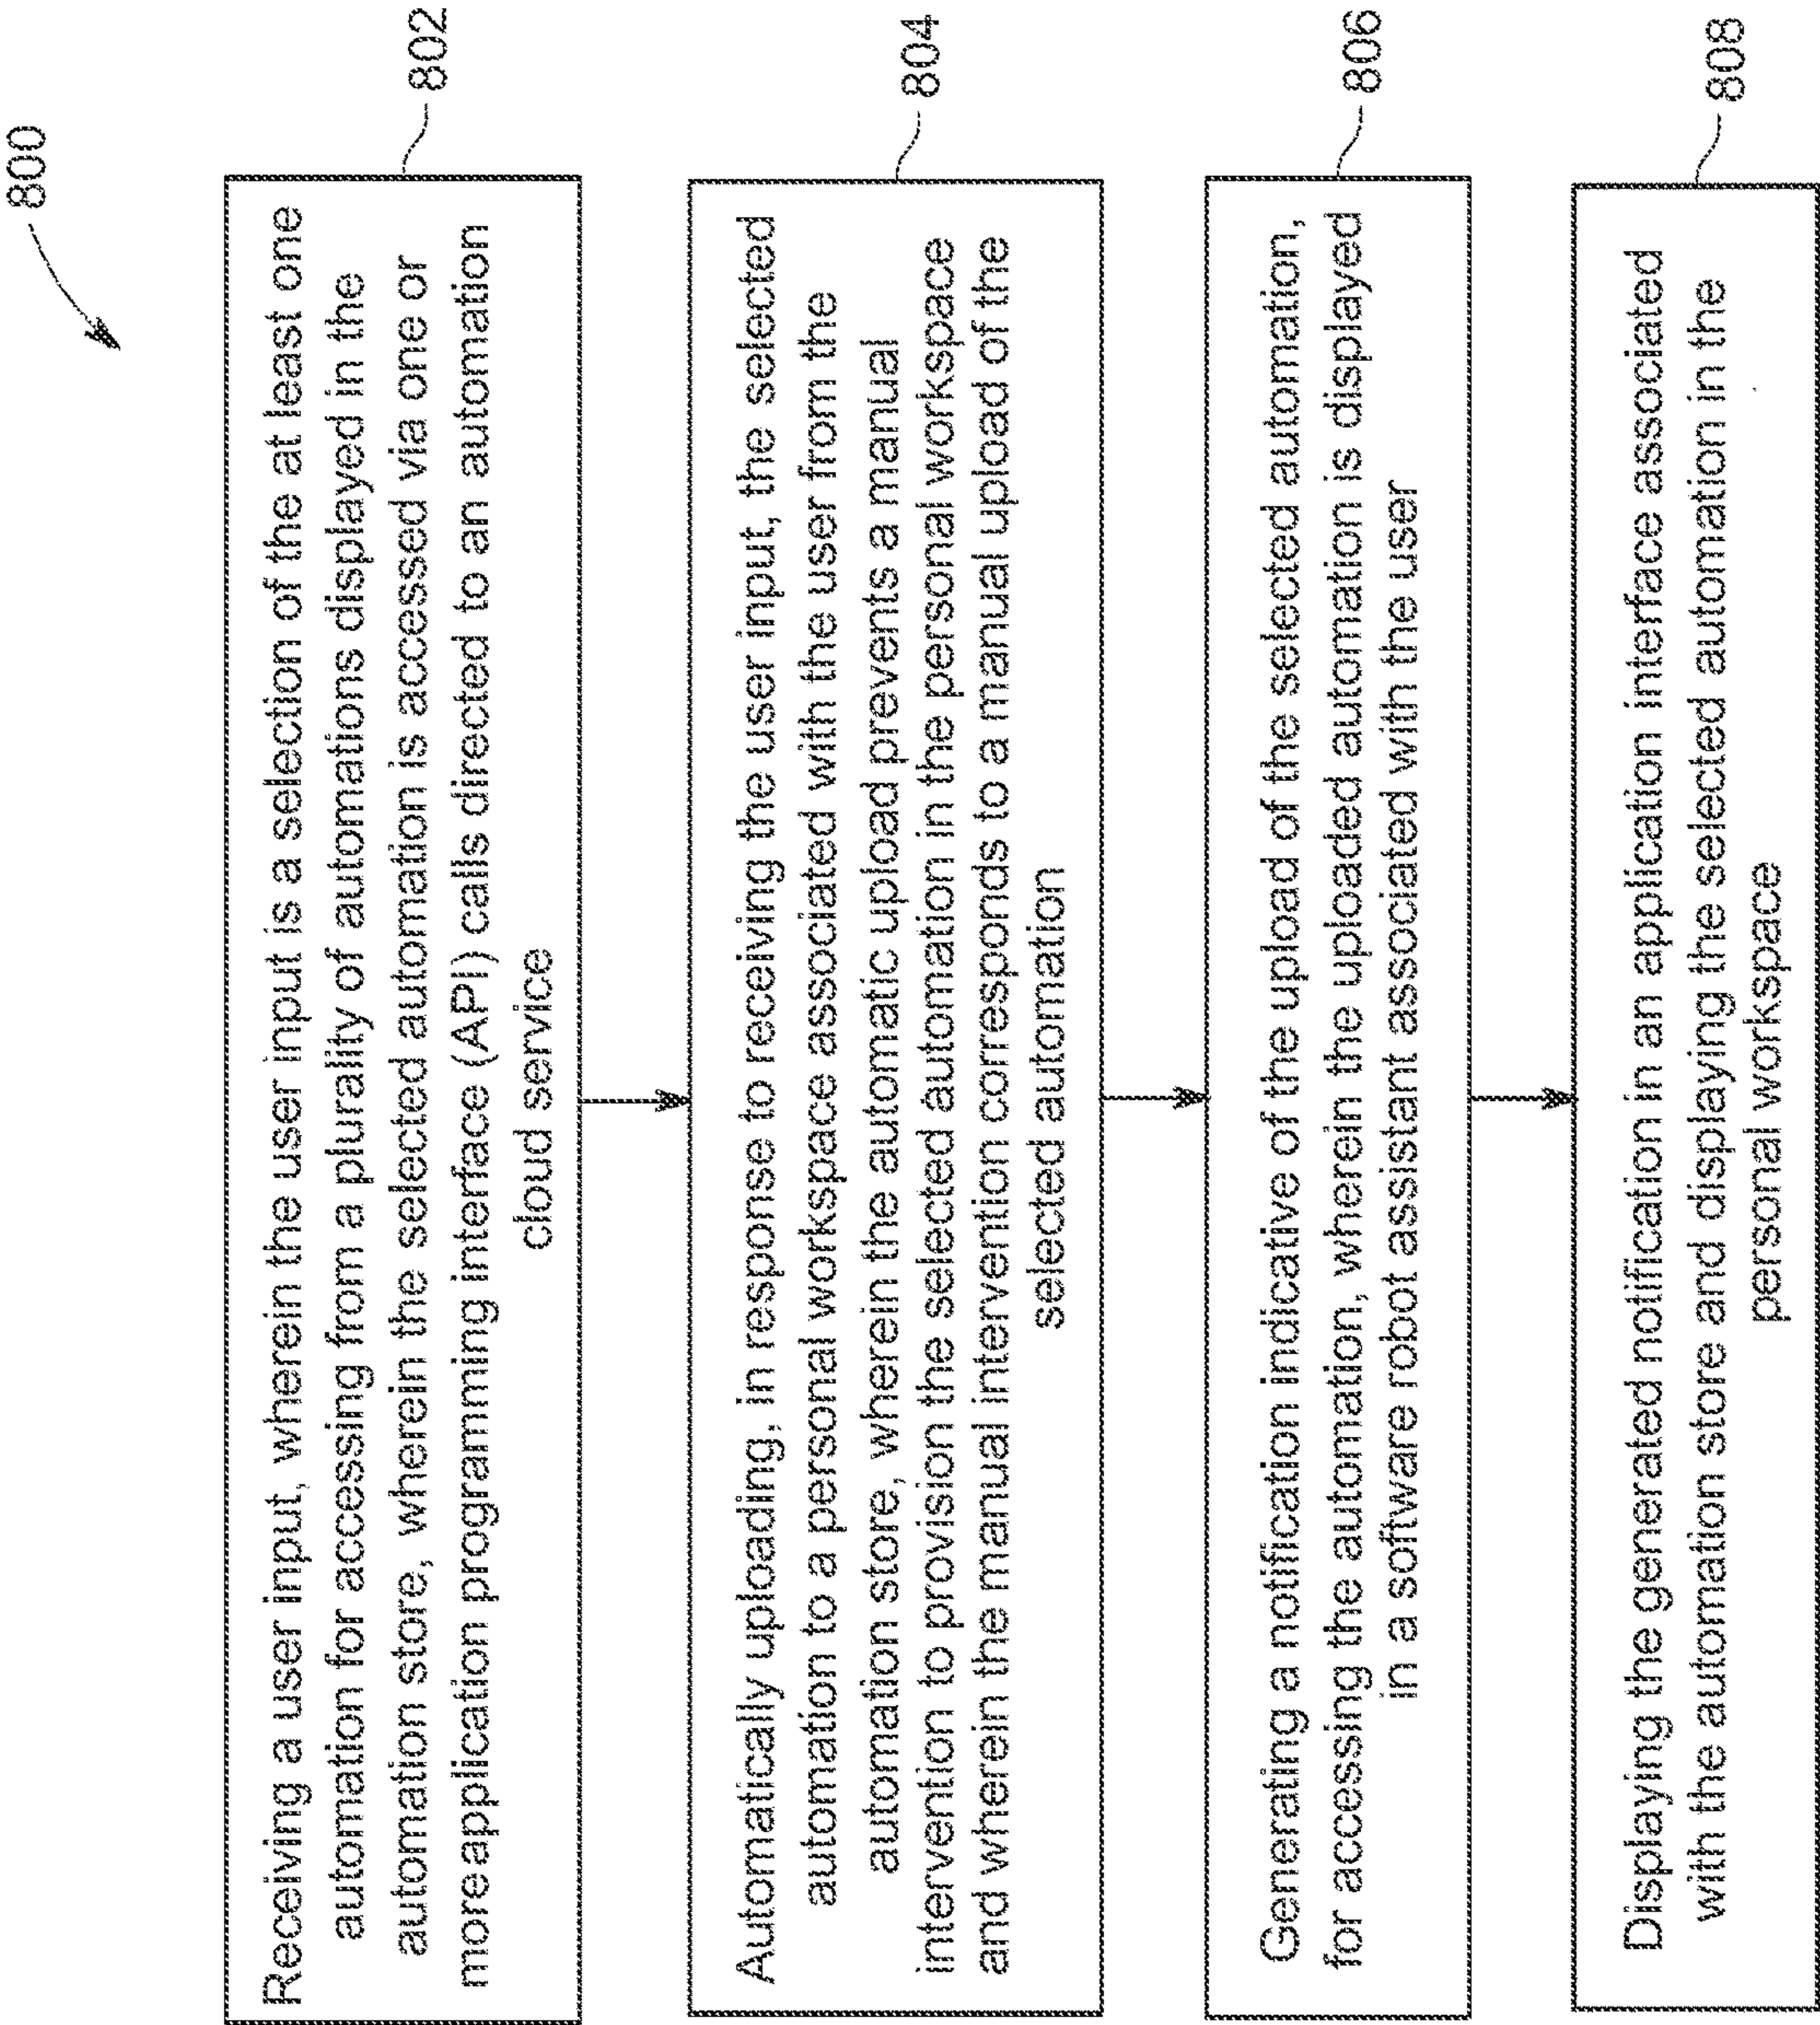 800
Receiving a user input, wherein the user input is a selection of the at least one
automation for accessing from a plurality of automations displayed in the
automation store, wherein the selected automation is accessed via one or
moreapplication programming interface (API) calls directed to an automation
cloud service
802
Automatically uploading, in response to receiving the user input, the selected
automation to a personal workspace associated with the user from the
automation store, wherein the automatic upload prevents a manual
intervention to provision the selected automation in the personal workspace
and wherein the manual intervention corresponds to a manual upload of the
selected automation
804
Generating a notification indicative of the upload of the selected automation,
for accessing the automation, wherein the uploaded automation is displayed
in a software robot assistant associated with the user
806
Displaying the generated notification in an application interface associated
with the automation store and displaying the selected automation in the
personal workspace
808